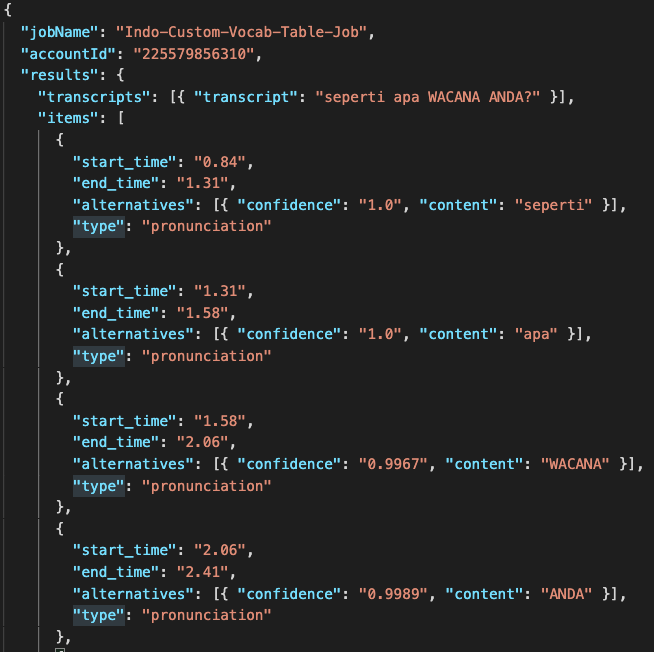 {
"jobName": "Indo-Custom-Vocab-Table-Job",
"accountId": "225579856310",
"results": {
"transcripts": [{ "transcript": "seperti apa WACANA ANDA?" }],
"items": [
{
"start_time": "0.84",
"end_time": "1.31",
"alternatives": [{ "confidence": "1.0", "content": "seperti" }],
"type": "pronunciation"
},
{
"start_time": "1.31",
"end_time": "1.58",
"alternatives": [{ "confidence": "1.0", "content": "apa" }],
"type": "pronunciation"
},
{
"start_time": "1.58",
"end_time": "2.06",
"alternatives": [{ "confidence": "0.9967", "content": "WACANA" }],
"type": "pronunciation"
},
{
"start_time": "2.06",
"end_time": "2.41",
"alternatives": [{ "confidence": "0.9989", "content": "ANDA" }],
"type": "pronunciation"
},